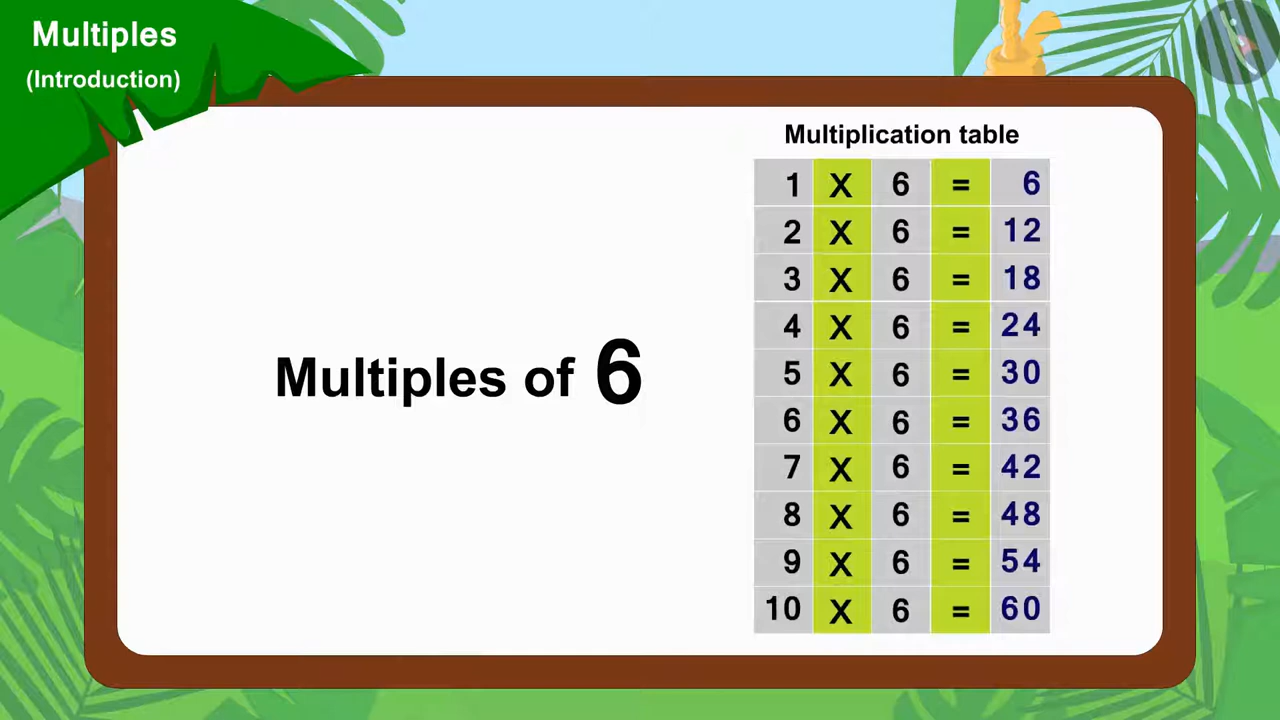 Multiples
(Introduction)
Multiples of 6
Multiplication table
1 X 6 = 6
2 X 6 = 12
3 X 6 = 18
4 X 6 = 24
5 X 6 = 30
6 X 6 = 36
7 X 6 = 42
8 X 6 = 48
9 X 6 = 54
10 X 6 = 60